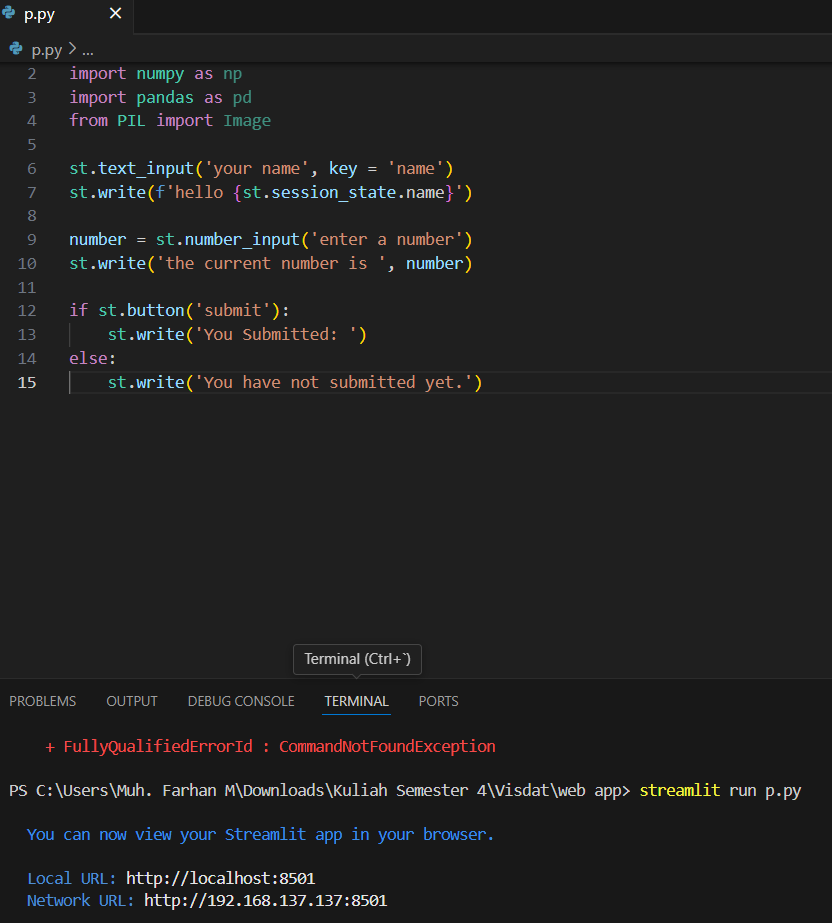 p.py ×
p.py > ...
2 import numpy as np
3 import pandas as pd
4 from PIL import Image
5
6 st.text_input('your name', key = 'name')
7 st.write(f'hello {st.session_state.name}')
8
9 number = st.number_input('enter a number')
10 st.write('the current number is ', number)
11
12 if st.button('submit'):
13     st.write('You Submitted: ')
14 else:
15     st.write('You have not submitted yet.')
Terminal (Ctrl+`)
PROBLEMS OUTPUT DEBUG CONSOLE TERMINAL PORTS
+ FullyQualifiedErrorId : CommandNotFoundException
PS C:\Users\Muh. Farhan M\Downloads\Kuliah Semester 4\Visdat\web app> streamlit run p.py
You can now view your Streamlit app in your browser.
Local URL: http://localhost:8501
Network URL: http://192.168.137.137:8501